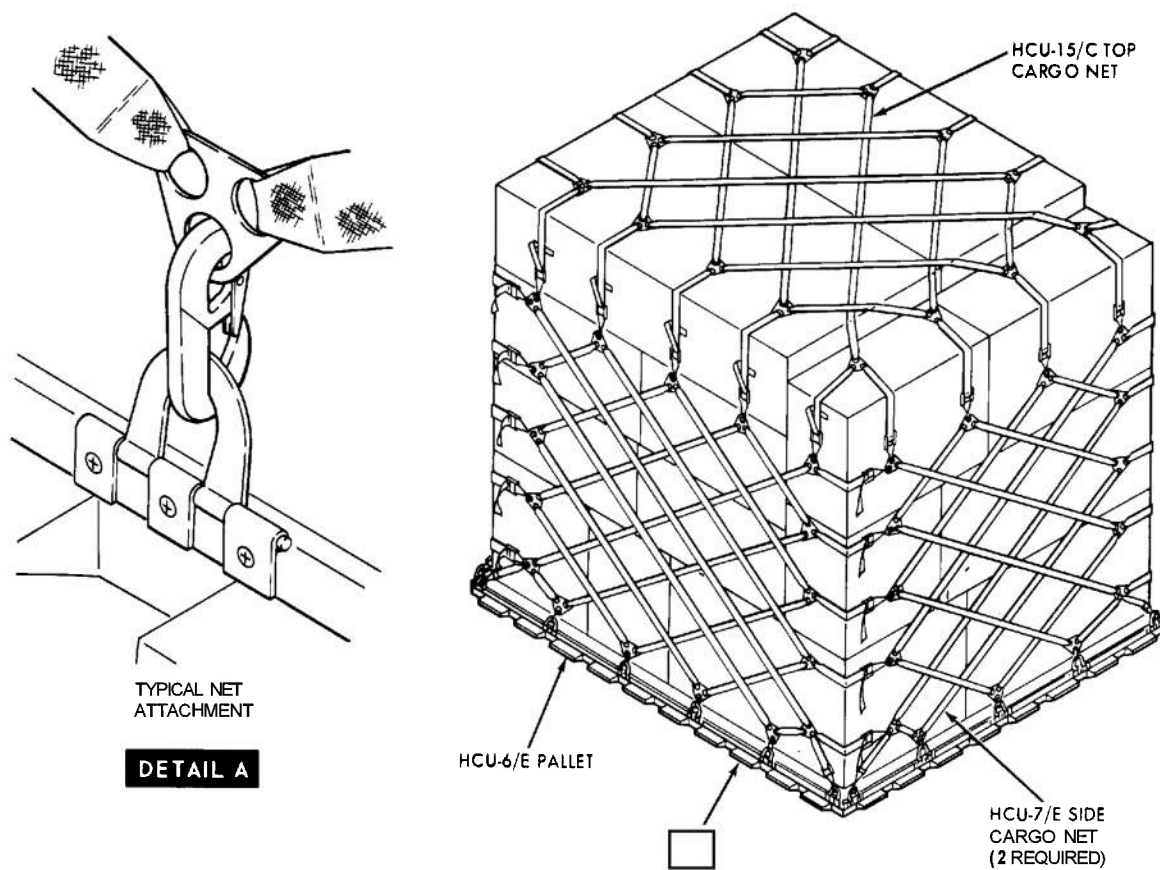 HCU-15/C TOP
CARGO NET
TYPICAL NET
ATTACHMENT
DETAIL A
HCU-6/E PALLET
HCU-7/E SIDE
CARGO NET
(2 REQUIRED)